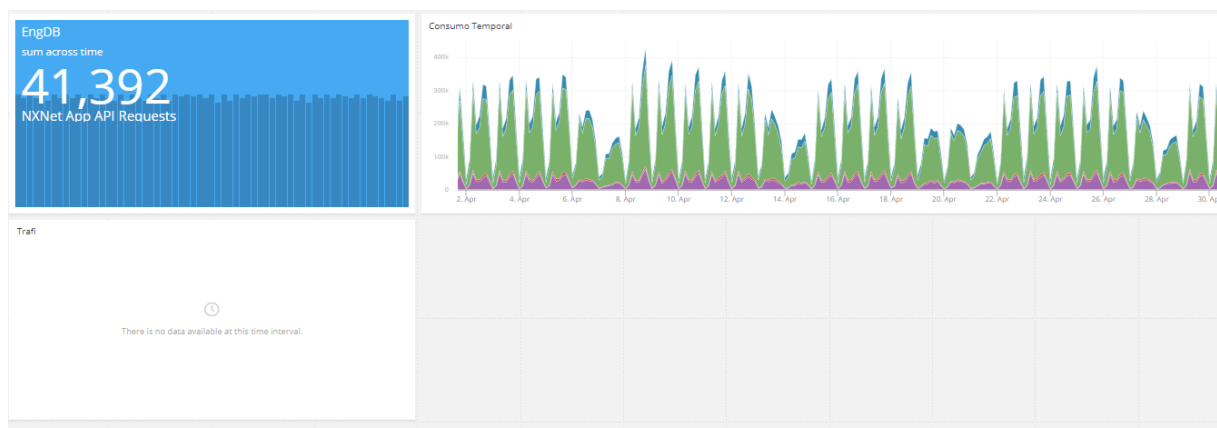 EngDB
sum across time
41,392
NXNet App API Requests
Consumo Temporal
400k
300k
200k
100k
0
2. Apr
4. Apr
6. Apr
8. Apr
10. Apr
12. Apr
14. Apr
16. Apr
18. Apr
20. Apr
22. Apr
24. Apr
26. Apr
28. Apr
30. Ap
Trafi
There is no data available at this time interval.